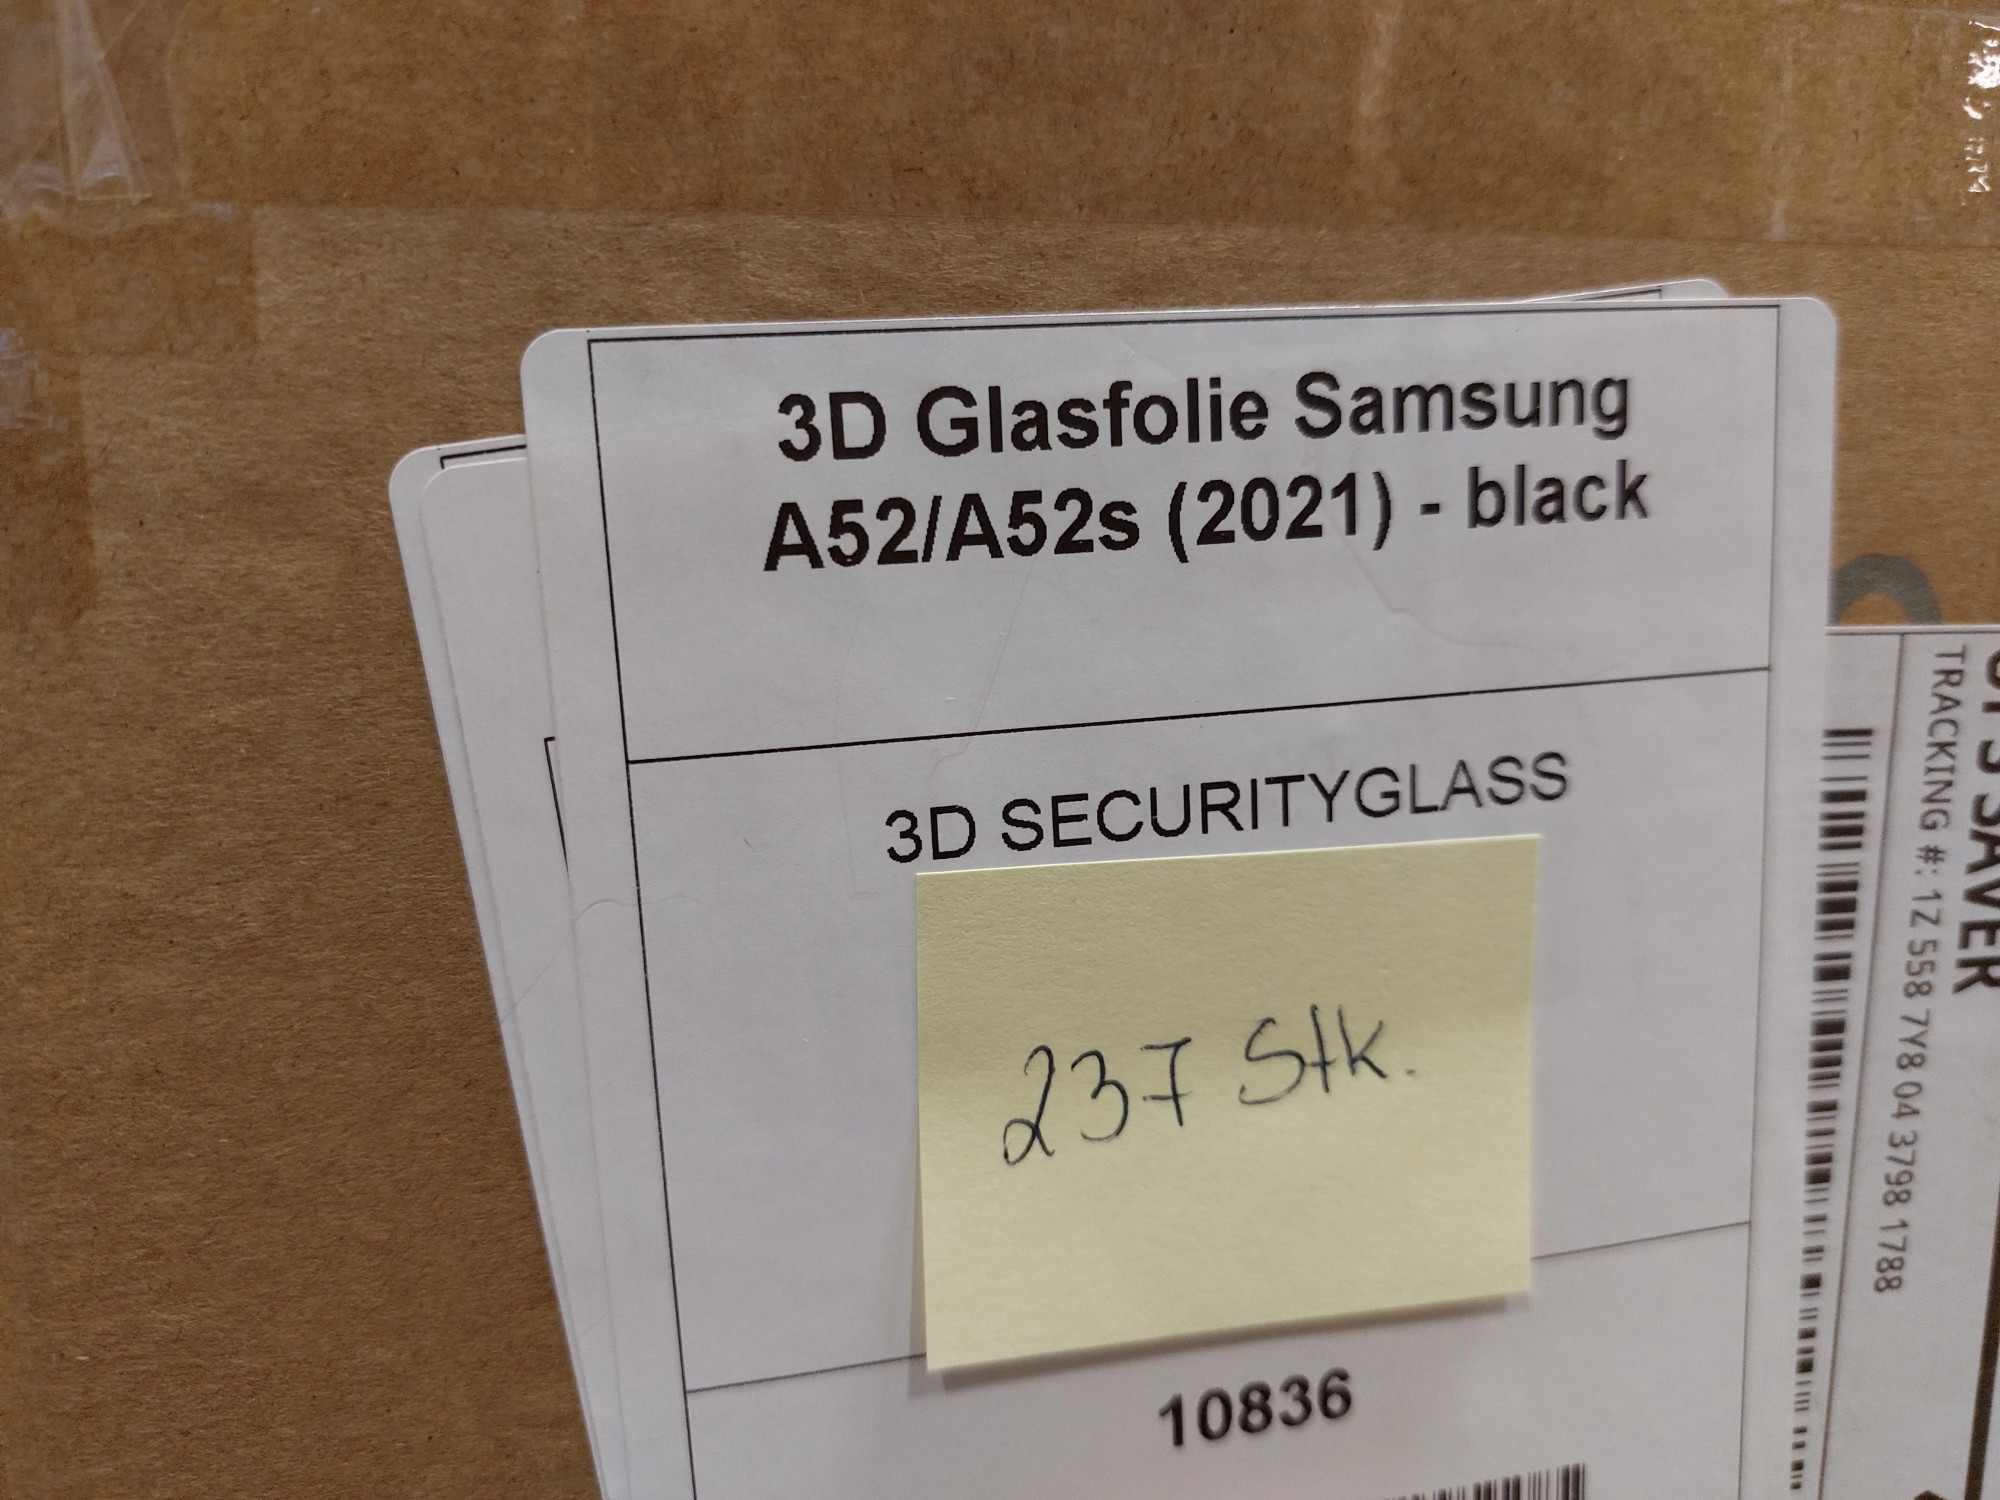 3D Glasfolie Samsung
A52/A52s (2021) - black
3D SECURITYGLASS
237 Stk.
10836
SAVER
TRACKING #: 1Z 558 7Y8 04 3798 1788